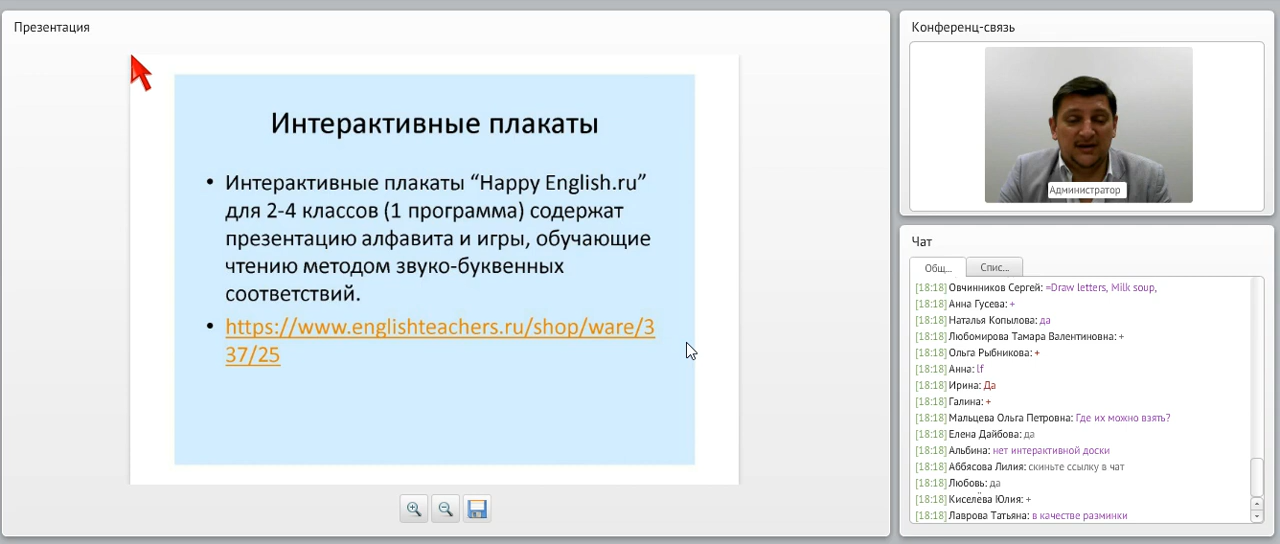 Презентация
Интерактивные плакаты
• Интерактивные плакаты “Happy English.ru”
для 2-4 классов (1 программа) содержат
презентацию алфавита и игры, обучающие
чтению методом звуко-буквенных
соответствий.
• https://www.englishteachers.ru/shop/ware/3
37/25
Конференц-связь
Администратор
Чат
Общ... Спис...
[18:18] Овчинников Сергей: =Draw letters, Milk soup,
[18:18] Анна Гусева: +
[18:18] Наталья Копылова: да
[18:18] Любомирова Тамара Валентиновна: +
[18:18] Ольга Рыбникова: +
[18:18] Анна: lf
[18:18] Ирина: Да
[18:18] Галина: +
[18:18] Мальцева Ольга Петровна: Где их можно взять?
[18:18] Елена Дайбова: да
[18:18] Альбина: нет интерактивной доски
[18:18] Аббясова Лилия: скиньте ссылку в чат
[18:18] Любовь: да
[18:18] Киселёва Юлия: +
[18:18] Лаврова Татьяна: в качестве разминки